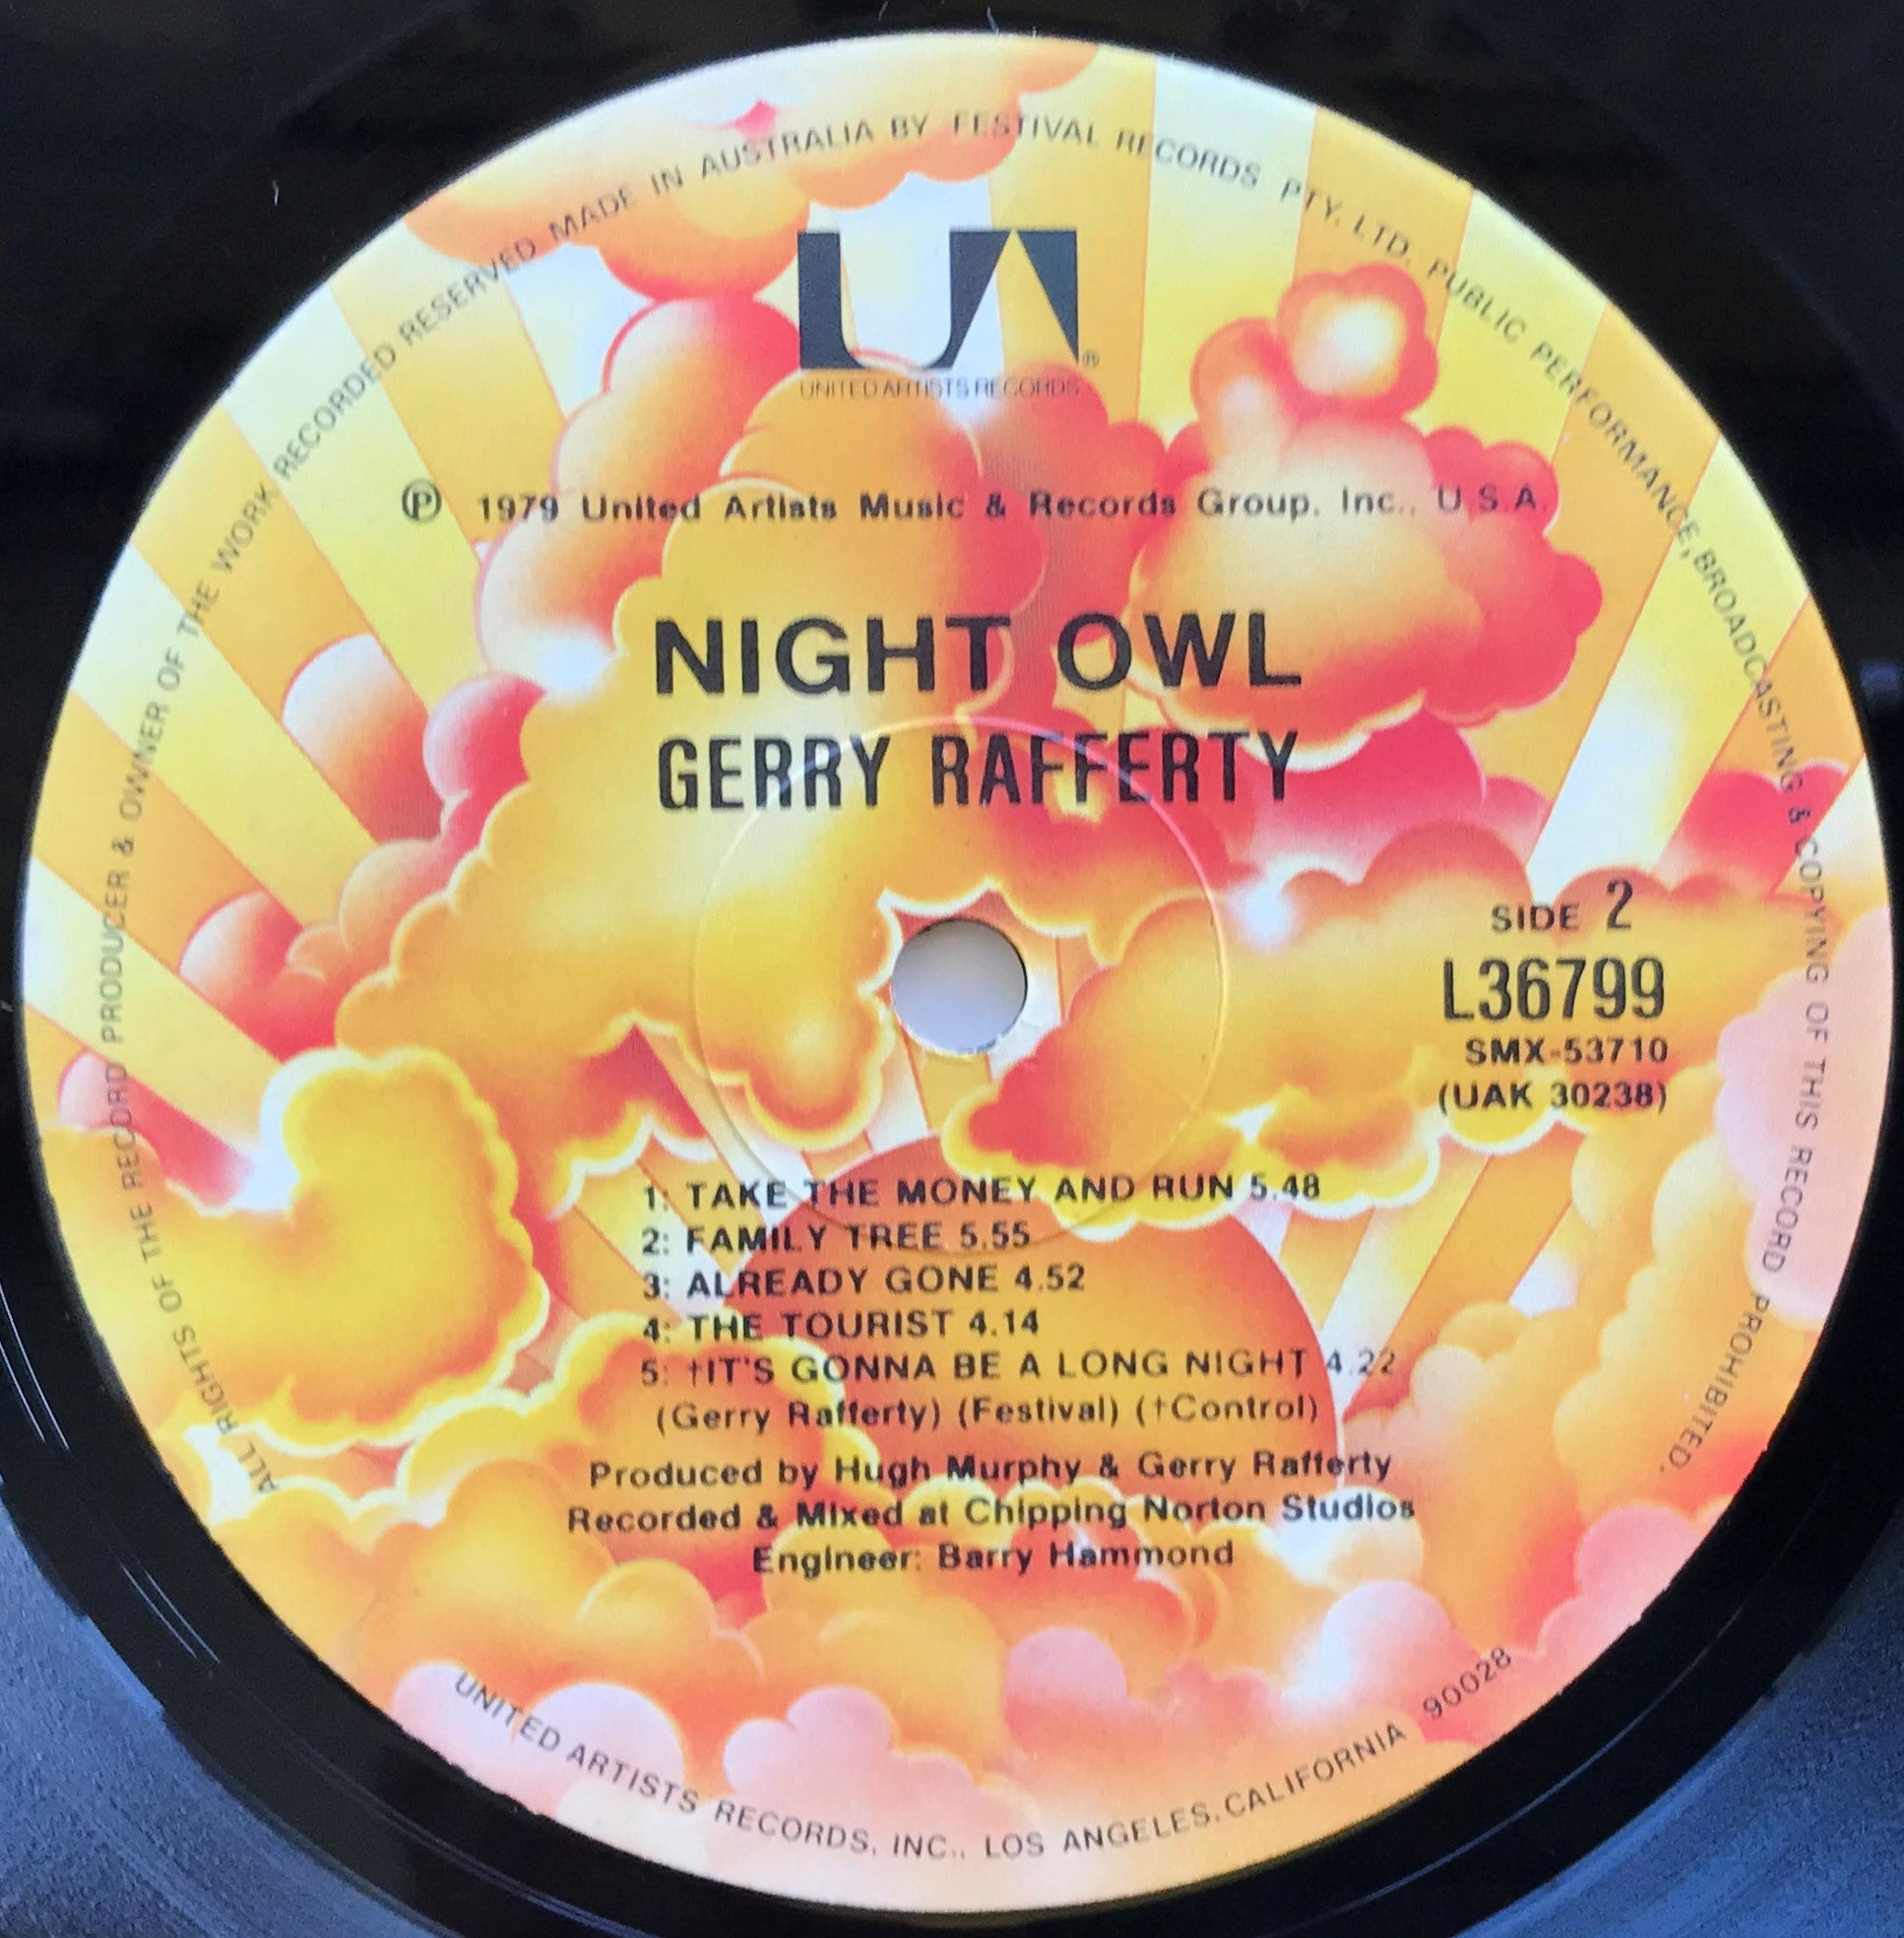 ALL RIGHTS OF THE RECORD PRODUCER & OWNER OF THE WORK RECORDED RESERVED MADE IN AUSTRALIA BY FESTIVAL RECORDS PTY. LTD. PUBLIC PERFORMANCE, BROADCASTING & COPYING OF THIS RECORD PROHIBITED.
UA®
UNITED ARTISTS RECORDS
℗ 1979 United Artists Music & Records Group, Inc., U.S.A.
NIGHT OWL
GERRY RAFFERTY
SIDE 2
L36799
SMX-53710
(UAK 30238)
1: TAKE THE MONEY AND RUN 5.48
2: FAMILY TREE 5.55
3: ALREADY GONE 4.52
4: THE TOURIST 4.14
5: †IT'S GONNA BE A LONG NIGHT 4.22
(Gerry Rafferty) (Festival) (†Control)
Produced by Hugh Murphy & Gerry Rafferty
Recorded & Mixed at Chipping Norton Studios
Engineer: Barry Hammond
UNITED ARTISTS RECORDS, INC., LOS ANGELES, CALIFORNIA 90028